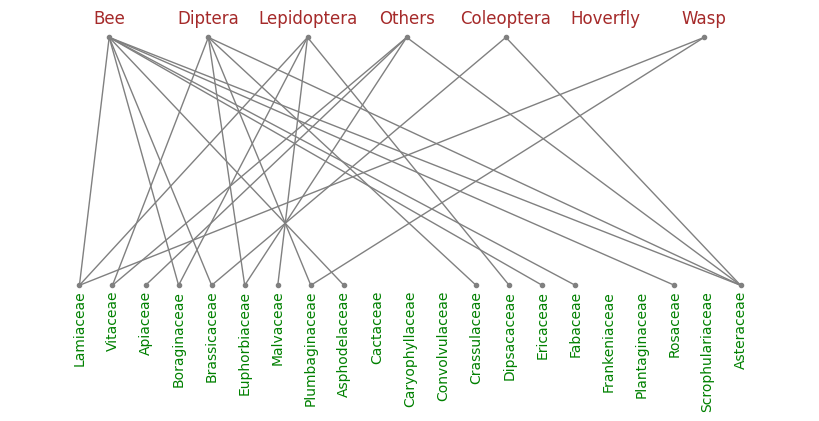 Bee Diptera Lepidoptera Others Coleoptera Hoverfly Wasp
Lamiaceae
Vitaceae
Apiaceae
Boraginaceae
Brassicaceae
Euphorbiaceae
Malvaceae
Plumbaginaceae
Asphodelaceae
Cactaceae
Caryophyllaceae
Convolvulaceae
Crassulaceae
Dipsacaceae
Ericaceae
Fabaceae
Frankeniaceae
Plantaginaceae
Rosaceae
Scrophulariaceae
Asteraceae